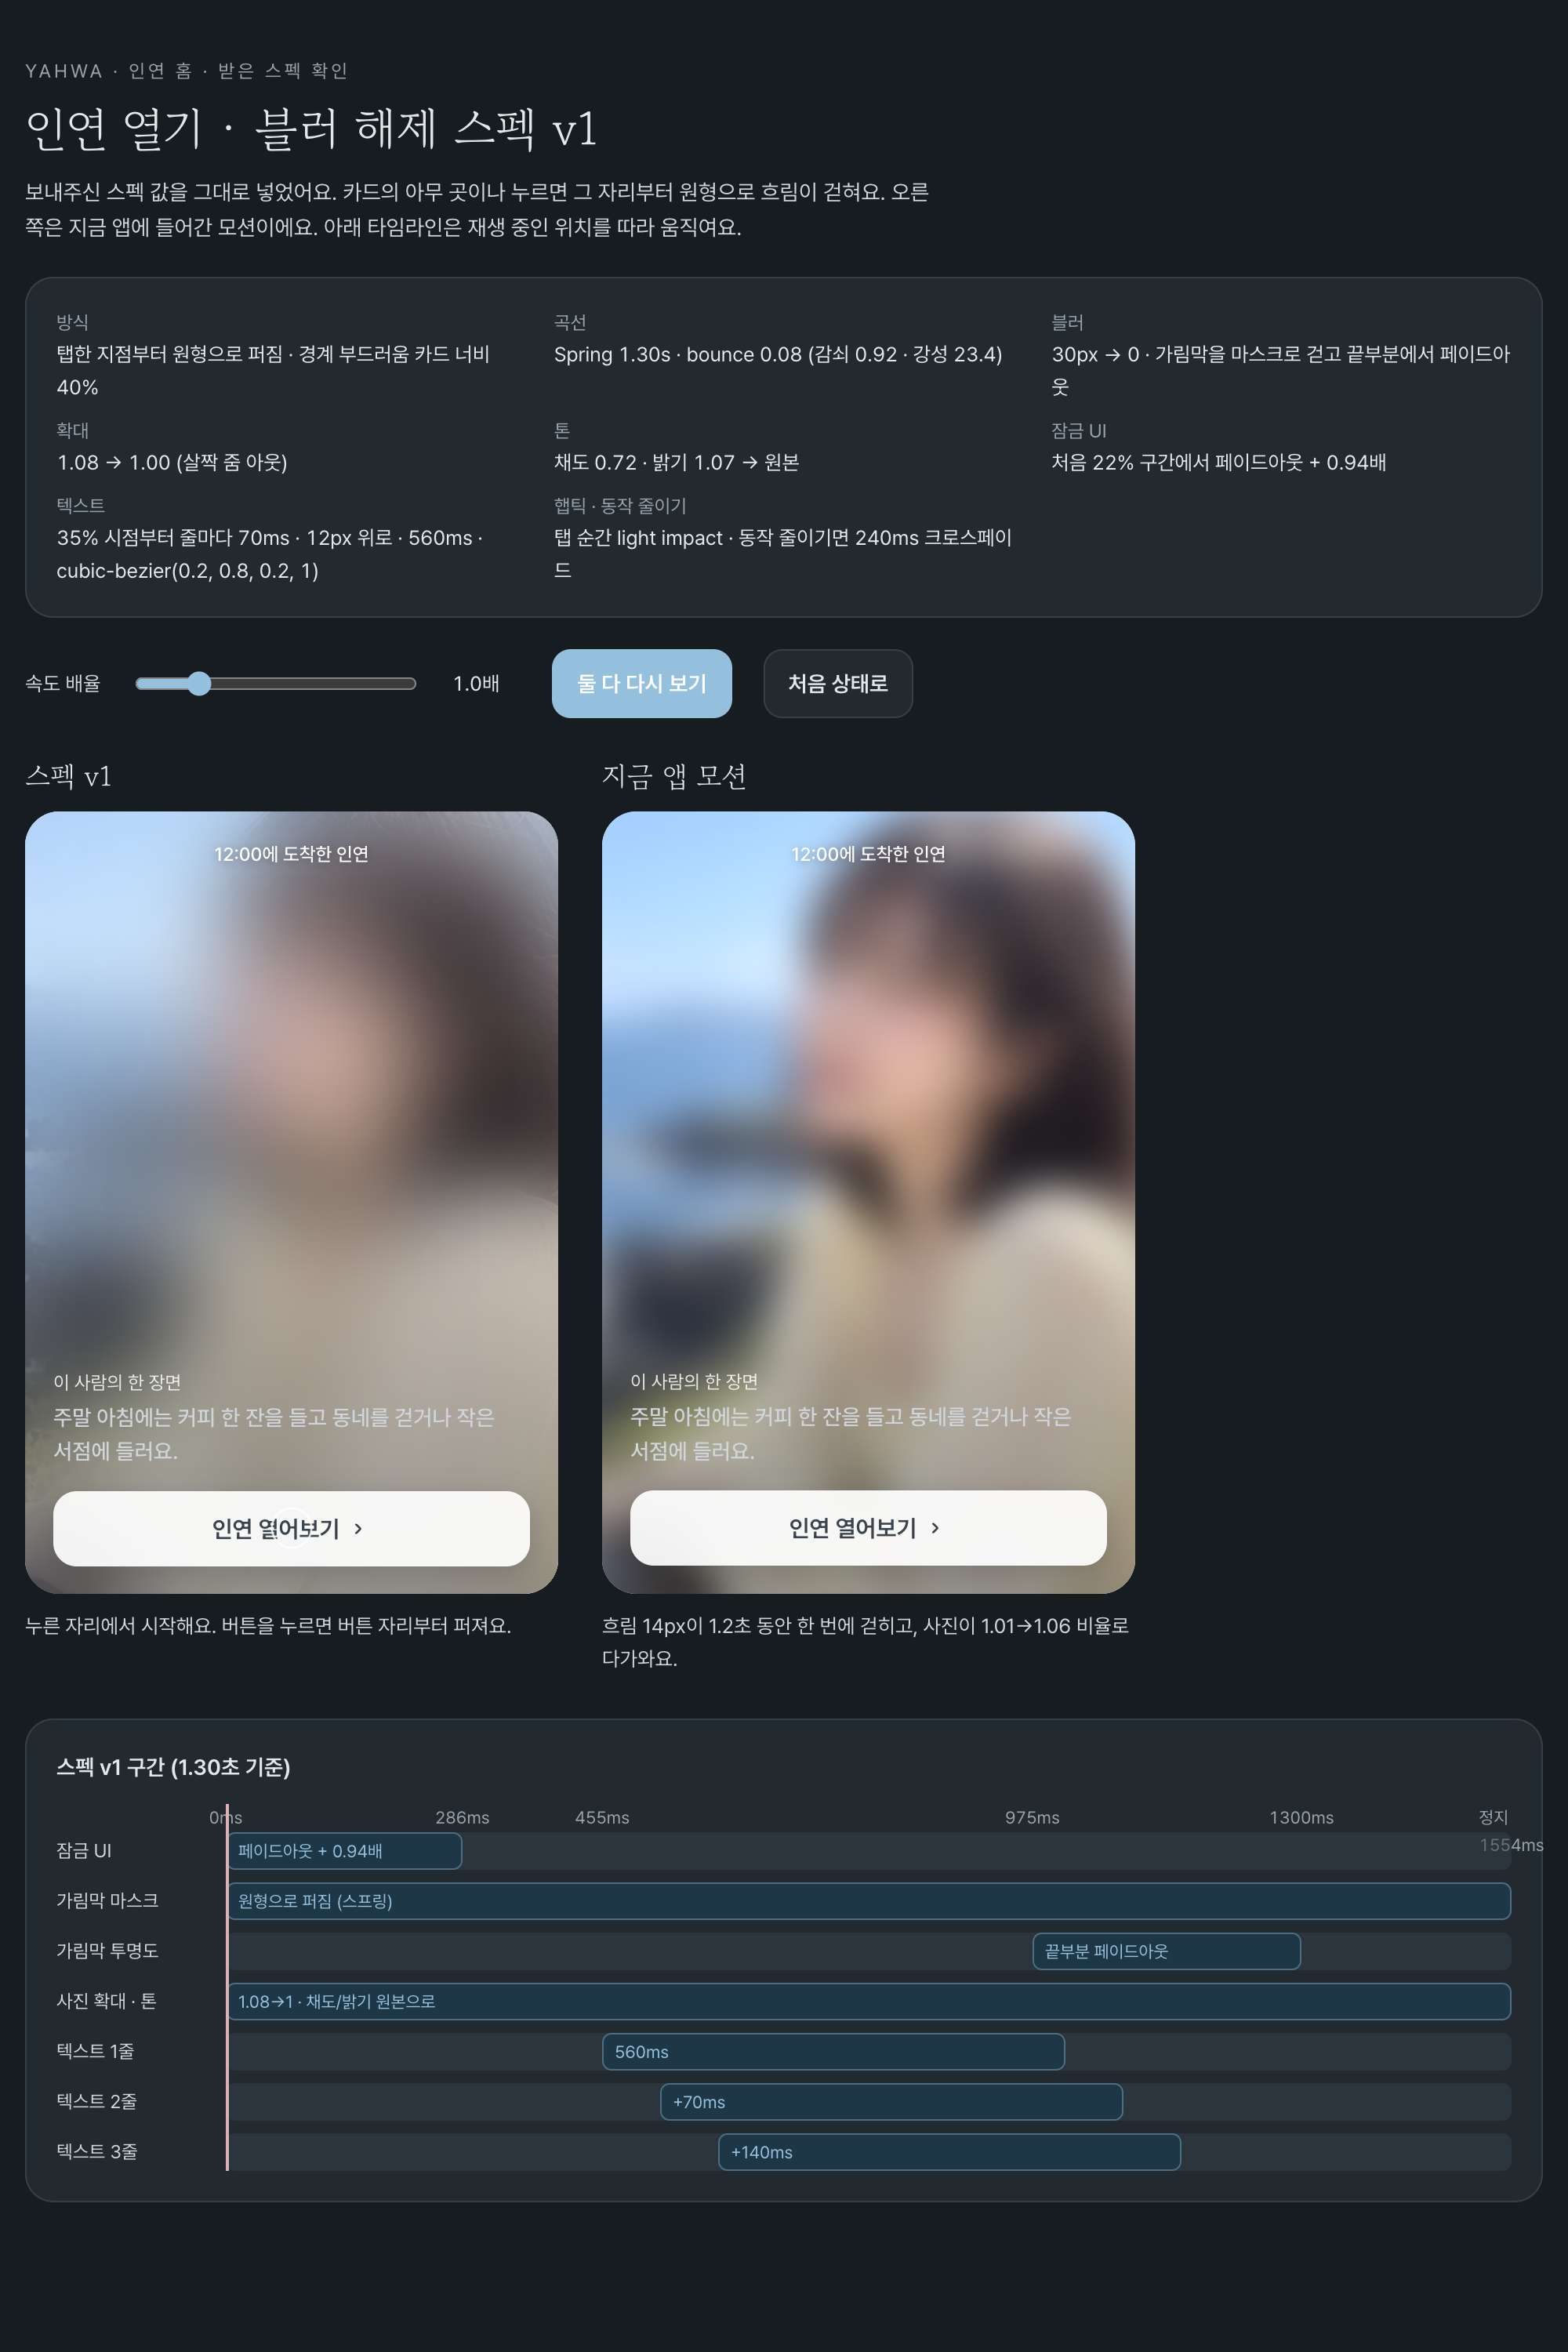 YAHWA · 인연 홈 · 받은 스펙 확인
인연 열기 · 블러 해제 스펙 v1
보내주신 스펙 값을 그대로 넣었어요. 카드의 아무 곳이나 누르면 그 자리부터 원형으로 흐림이 걷혀요. 오른
쪽은 지금 앱에 들어간 모션이에요. 아래 타임라인은 재생 중인 위치를 따라 움직여요.
방식
탭한 지점부터 원형으로 퍼짐 · 경계 부드러움 카드 너비
40%
곡선
Spring 1.30s · bounce 0.08 (감쇠 0.92 · 강성 23.4)
블러
30px → 0 · 가림막을 마스크로 걷고 끝부분에서 페이드아
웃
확대
1.08 → 1.00 (살짝 줌 아웃)
톤
채도 0.72 · 밝기 1.07 → 원본
잠금 UI
처음 22% 구간에서 페이드아웃 + 0.94배
텍스트
35% 시점부터 줄마다 70ms · 12px 위로 · 560ms ·
cubic-bezier(0.2, 0.8, 0.2, 1)
햅틱 · 동작 줄이기
탭 순간 light impact · 동작 줄이기면 240ms 크로스페이
드
속도 배율 1.0배 둘 다 다시 보기 처음 상태로
스펙 v1
12:00에 도착한 인연
이 사람의 한 장면
주말 아침에는 커피 한 잔을 들고 동네를 걷거나 작은
서점에 들러요.
인연 열어보기 ›
누른 자리에서 시작해요. 버튼을 누르면 버튼 자리부터 퍼져요.
지금 앱 모션
12:00에 도착한 인연
이 사람의 한 장면
주말 아침에는 커피 한 잔을 들고 동네를 걷거나 작은
서점에 들러요.
인연 열어보기 ›
흐림 14px이 1.2초 동안 한 번에 걷히고, 사진이 1.01→1.06 비율로
다가와요.
스펙 v1 구간 (1.30초 기준)
0ms 286ms 455ms 975ms 1300ms 정지
1554ms
잠금 UI 페이드아웃 + 0.94배
가림막 마스크 원형으로 퍼짐 (스프링)
가림막 투명도 끝부분 페이드아웃
사진 확대 · 톤 1.08→1 · 채도/밝기 원본으로
텍스트 1줄 560ms
텍스트 2줄 +70ms
텍스트 3줄 +140ms